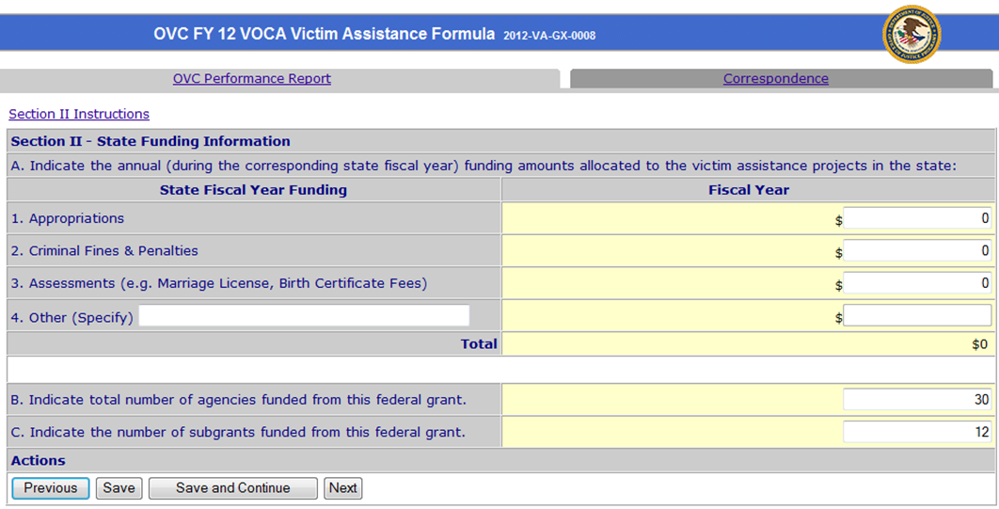 OVC FY 12 VOCA Victim Assistance Formula 2012-VA-GX-0008
OVC Performance Report
Correspondence
Section II Instructions
Section II - State Funding Information
A. Indicate the annual (during the corresponding state fiscal year) funding amounts allocated to the victim assistance projects in the state:
State Fiscal Year Funding Fiscal Year
1. Appropriations $ 0
2. Criminal Fines & Penalties $ 0
3. Assessments (e.g. Marriage License, Birth Certificate Fees) $ 0
4. Other (Specify) $
Total $0
B. Indicate total number of agencies funded from this federal grant. 30
C. Indicate the number of subgrants funded from this federal grant. 12
Actions
Previous Save Save and Continue Next